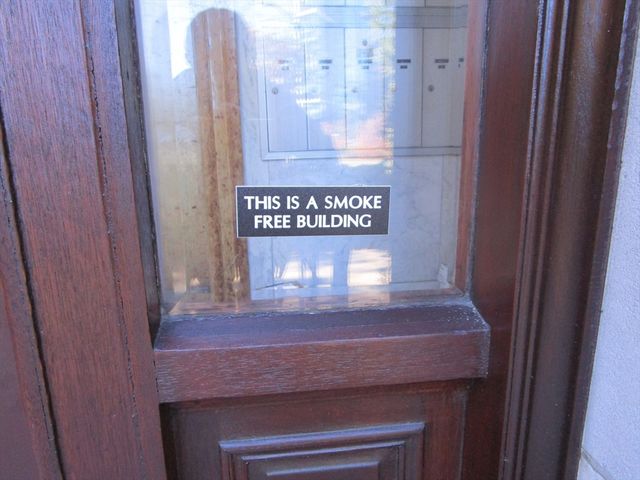 THIS IS A SMOKE
FREE BUILDING